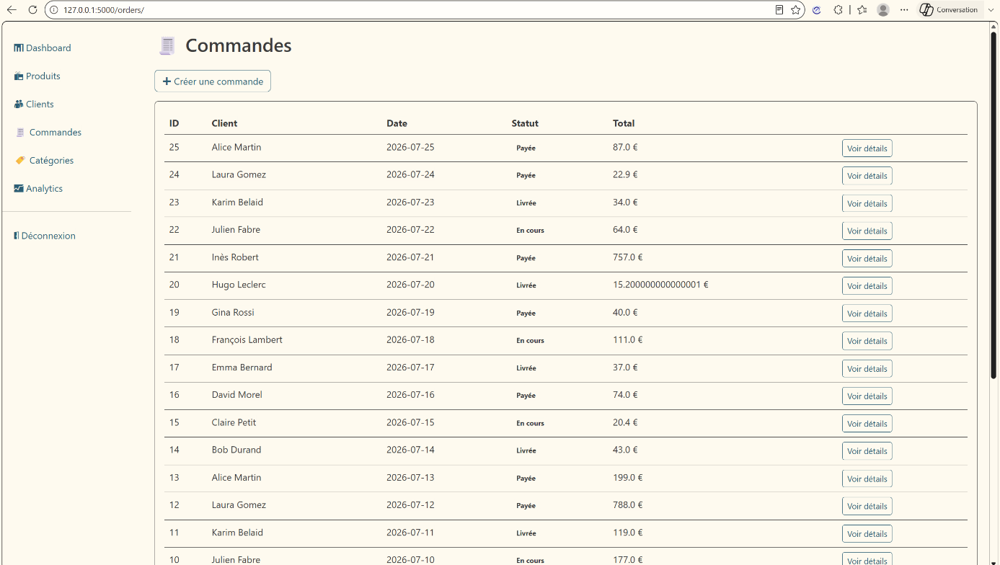 127.0.0.1:5000/orders/
Conversation
Dashboard
Produits
Clients
Commandes
Catégories
Analytics
Déconnexion
Commandes
+ Créer une commande
ID Client Date Statut Total
25 Alice Martin 2026-07-25 Payée 87.0 € Voir détails
24 Laura Gomez 2026-07-24 Payée 22.9 € Voir détails
23 Karim Belaid 2026-07-23 Livrée 34.0 € Voir détails
22 Julien Fabre 2026-07-22 En cours 64.0 € Voir détails
21 Inès Robert 2026-07-21 Payée 757.0 € Voir détails
20 Hugo Leclerc 2026-07-20 Livrée 15.200000000000001 € Voir détails
19 Gina Rossi 2026-07-19 Payée 40.0 € Voir détails
18 François Lambert 2026-07-18 En cours 111.0 € Voir détails
17 Emma Bernard 2026-07-17 Livrée 37.0 € Voir détails
16 David Morel 2026-07-16 Payée 74.0 € Voir détails
15 Claire Petit 2026-07-15 En cours 20.4 € Voir détails
14 Bob Durand 2026-07-14 Livrée 43.0 € Voir détails
13 Alice Martin 2026-07-13 Payée 199.0 € Voir détails
12 Laura Gomez 2026-07-12 Payée 788.0 € Voir détails
11 Karim Belaid 2026-07-11 Livrée 119.0 € Voir détails
10 Julien Fabre 2026-07-10 En cours 177.0 € Voir détails